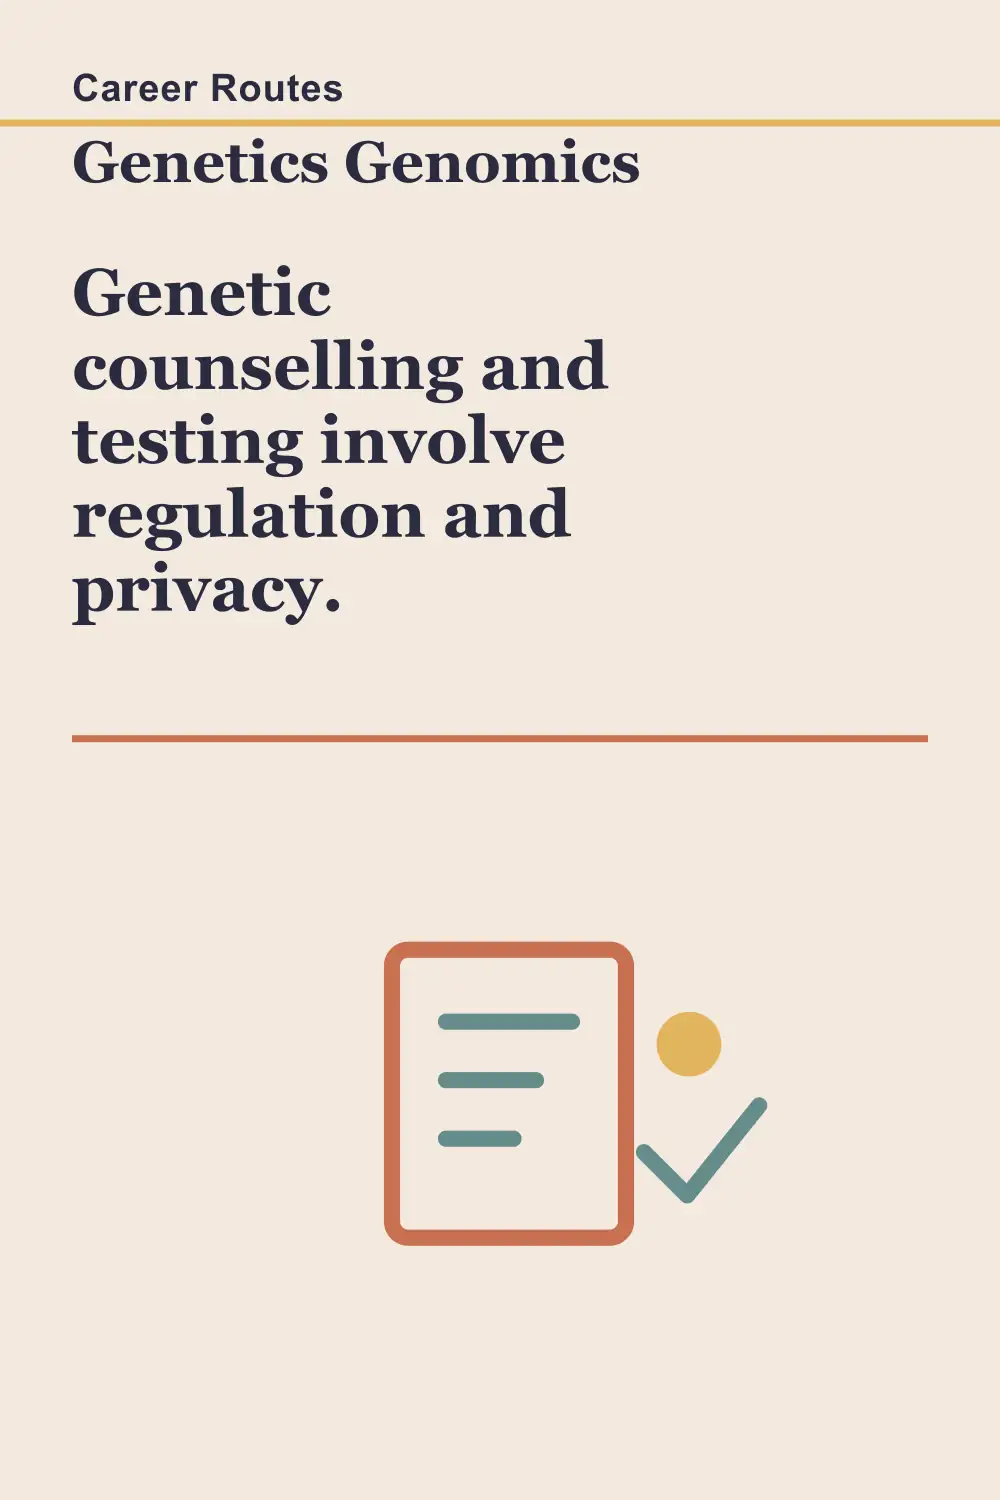 Career Routes
Genetics Genomics
Genetic
counselling and
testing involve
regulation and
privacy.